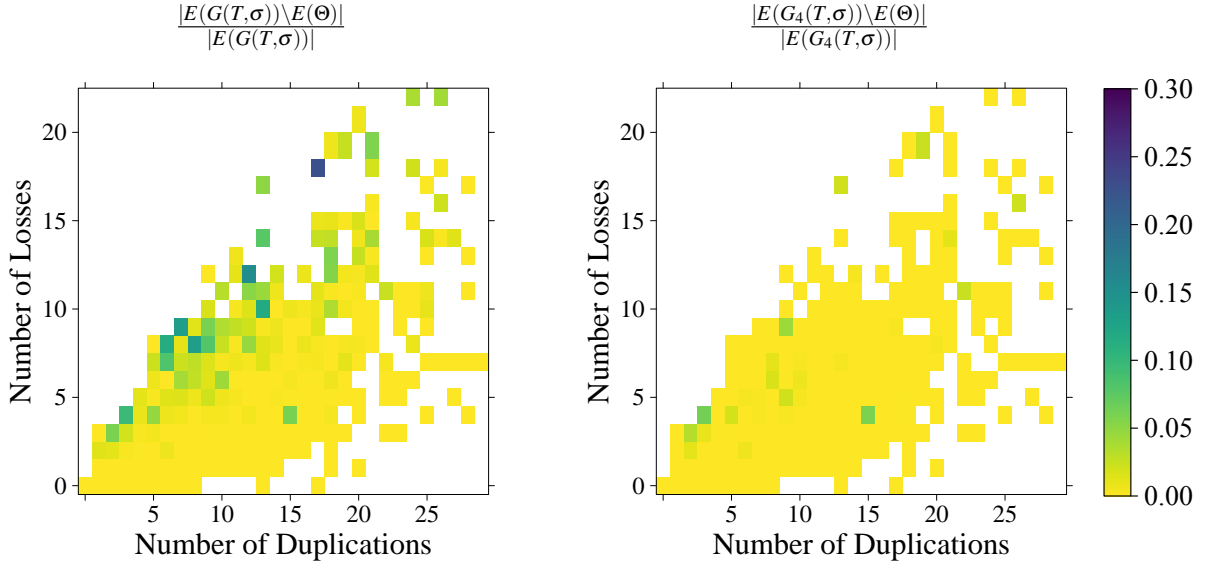 |E(G(T,σ))\E(Θ)|
|E(G(T,σ))|
|E(G₄(T,σ))\E(Θ)|
|E(G₄(T,σ))|
Number of Losses
20
15
10
5
0
5 10 15 20 25
Number of Duplications
Number of Losses
20
15
10
5
0
5 10 15 20 25
Number of Duplications
0.30
0.25
0.20
0.15
0.10
0.05
0.00